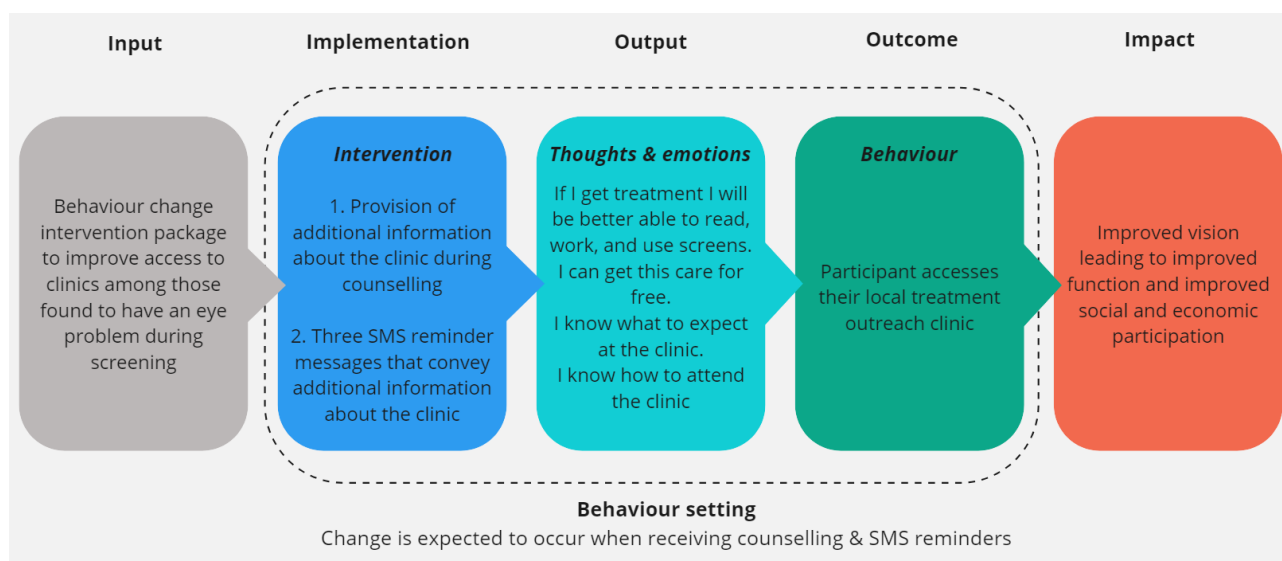 Input
Implementation
Output
Outcome
Impact
Behaviour change
intervention package
to improve access to
clinics among those
found to have an eye
problem during
screening
Intervention
1. Provision of
additional information
about the clinic during
counselling
2. Three SMS reminder
messages that convey
additional information
about the clinic
Thoughts & emotions
If I get treatment I will
be better able to read,
work, and use screens.
I can get this care for
free.
I know what to expect
at the clinic.
I know how to attend
the clinic
Behaviour
Participant accesses
their local treatment
outreach clinic
Improved vision
leading to improved
function and improved
social and economic
participation
Behaviour setting
Change is expected to occur when receiving counselling & SMS reminders